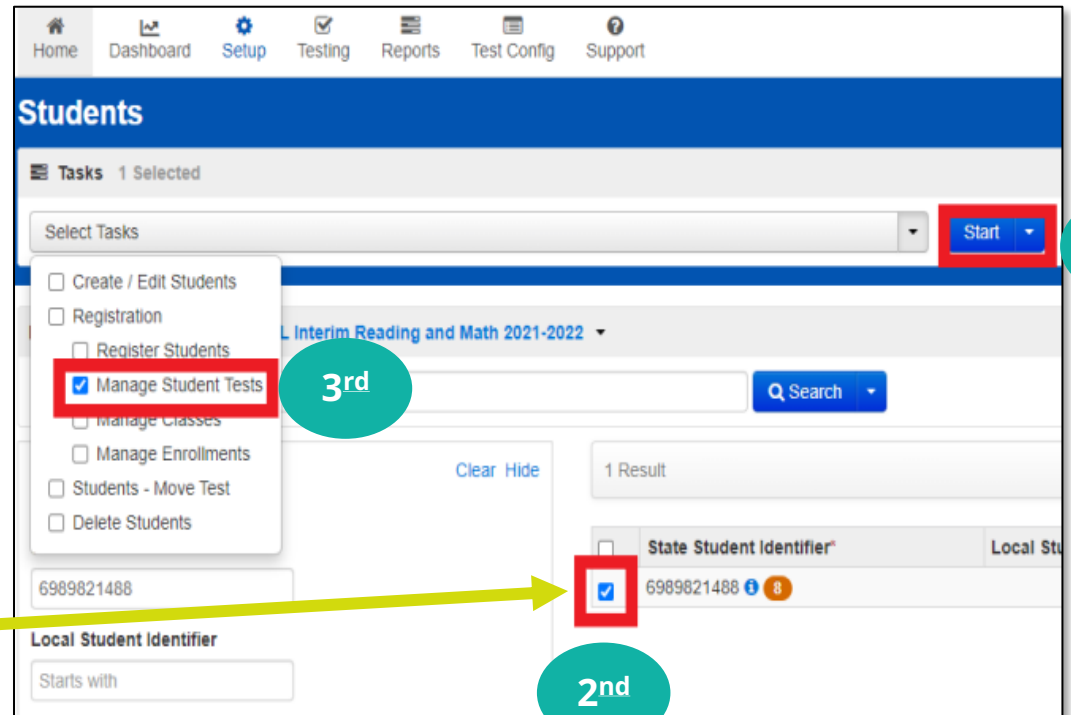 Home Dashboard Setup Testing Reports Test Config Support
Students
Tasks 1 Selected
Select Tasks
Start
Create / Edit Students
Registration
L Interim Reading and Math 2021-2022
Register Students
Manage Student Tests
3rd
Search
Manage Classes
Manage Enrollments
Clear Hide
1 Result
Students - Move Test
Delete Students
State Student Identifier*
Local Stu
6989821488
6989821488 8
Local Student Identifier
Starts with
2nd